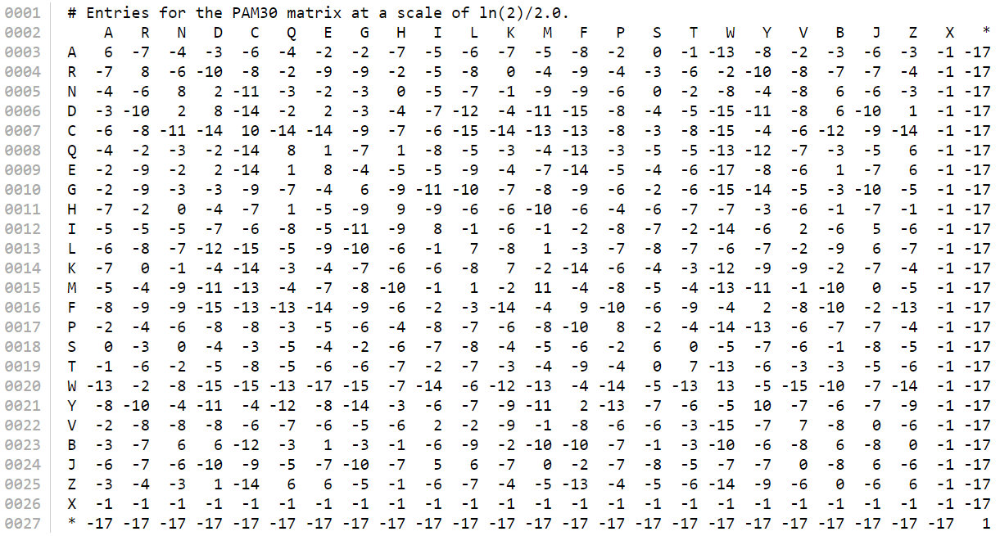 0001 # Entries for the PAM30 matrix at a scale of ln(2)/2.0.
0002     A   R   N   D   C   Q   E   G   H   I   L   K   M   F   P   S   T   W   Y   V   B   J   Z   X   *
0003 A   6  -7  -4  -3  -6  -4  -2  -2  -7  -5  -6  -7  -5  -8  -2   0  -1 -13  -8  -2  -3  -6  -3  -1 -17
0004 R  -7   8  -6 -10  -8  -2  -9  -9  -2  -5  -8   0  -4  -9  -4  -3  -6  -2 -10  -8  -7  -7  -4  -1 -17
0005 N  -4  -6   8   2 -11  -3  -2  -3   0  -5  -7  -1  -9  -9  -6   0  -2  -8  -4  -8   6  -6  -3  -1 -17
0006 D  -3 -10   2   8 -14  -2   2  -3  -4  -7 -12  -4 -11 -15  -8  -4  -5 -15 -11  -8   6 -10   1  -1 -17
0007 C  -6  -8 -11 -14  10 -14 -14  -9  -7  -6 -15 -14 -13 -13  -8  -3  -8 -15  -4  -6 -12  -9 -14  -1 -17
0008 Q  -4  -2  -3  -2 -14   8   1  -7   1  -8  -5  -3  -4 -13  -3  -5  -5 -13 -12  -7  -3  -5   6  -1 -17
0009 E  -2  -9  -2   2 -14   1   8  -4  -5  -5  -9  -4  -7 -14  -5  -4  -6 -17  -8  -6   1  -7   6  -1 -17
0010 G  -2  -9  -3  -3  -9  -7  -4   6  -9 -11 -10  -7  -8  -9  -6  -2  -6 -15 -14  -5  -3 -10  -5  -1 -17
0011 H  -7  -2   0  -4  -7   1  -5  -9   9  -9  -6  -6 -10  -6  -4  -6  -7  -7  -3  -6  -1  -7  -1  -1 -17
0012 I  -5  -5  -5  -7  -6  -8  -5 -11  -9   8  -1  -6  -1  -2  -8  -7  -2 -14  -6   2  -6   5  -6  -1 -17
0013 L  -6  -8  -7 -12 -15  -5  -9 -10  -6  -1   7  -8   1  -3  -7  -8  -7  -6  -7  -2  -9   6  -7  -1 -17
0014 K  -7   0  -1  -4 -14  -3  -4  -7  -6  -6  -8   7  -2 -14  -6  -4  -3 -12  -9  -9  -2  -7  -4  -1 -17
0015 M  -5  -4  -9 -11 -13  -4  -7  -8 -10  -1   1  -2  11  -4  -8  -5  -4 -13 -11  -1 -10   0  -5  -1 -17
0016 F  -8  -9  -9 -15 -13 -13 -14  -9  -6  -2  -3 -14  -4   9 -10  -6  -9  -4   2  -8 -10  -2 -13  -1 -17
0017 P  -2  -4  -6  -8  -8  -3  -5  -6  -4  -8  -7  -6  -8 -10   8  -2  -4 -14 -13  -6  -7  -7  -4  -1 -17
0018 S   0  -3   0  -4  -3  -5  -4  -2  -6  -7  -8  -4  -5  -6  -2   6   0  -5  -7  -6  -1  -8  -5  -1 -17
0019 T  -1  -6  -2  -5  -8  -5  -6  -6  -7  -2  -7  -3  -4  -9  -4   0   7 -13  -6  -3  -3  -5  -6  -1 -17
0020 W -13  -2  -8 -15 -15 -13 -17 -15  -7 -14  -6 -12 -13  -4 -14  -5 -13  13  -5 -15 -10  -7 -14  -1 -17
0021 Y  -8 -10  -4 -11  -4 -12  -8 -14  -3  -6  -7  -9 -11   2 -13  -7  -6  -5  10  -7  -6  -7  -9  -1 -17
0022 V  -2  -8  -8  -8  -6  -7  -6  -5  -6   2  -2  -9  -1  -8  -6  -6  -3 -15  -7   7  -8   0  -6  -1 -17
0023 B  -3  -7   6   6 -12  -3   1  -3  -1  -6  -9  -2 -10 -10  -7  -1  -3 -10  -6  -8   6  -8   0  -1 -17
0024 J  -6  -7  -6 -10  -9  -5  -7 -10  -7   5   6  -7   0  -2  -7  -8  -5  -7  -7   0  -8   6  -6  -1 -17
0025 Z  -3  -4  -3   1 -14   6   6  -5  -1  -6  -7  -4  -5 -13  -4  -5  -6 -14  -9  -6   0  -6   6  -1 -17
0026 X  -1  -1  -1  -1  -1  -1  -1  -1  -1  -1  -1  -1  -1  -1  -1  -1  -1  -1  -1  -1  -1  -1  -1  -1 -17
0027 * -17 -17 -17 -17 -17 -17 -17 -17 -17 -17 -17 -17 -17 -17 -17 -17 -17 -17 -17 -17 -17 -17 -17 -17   1